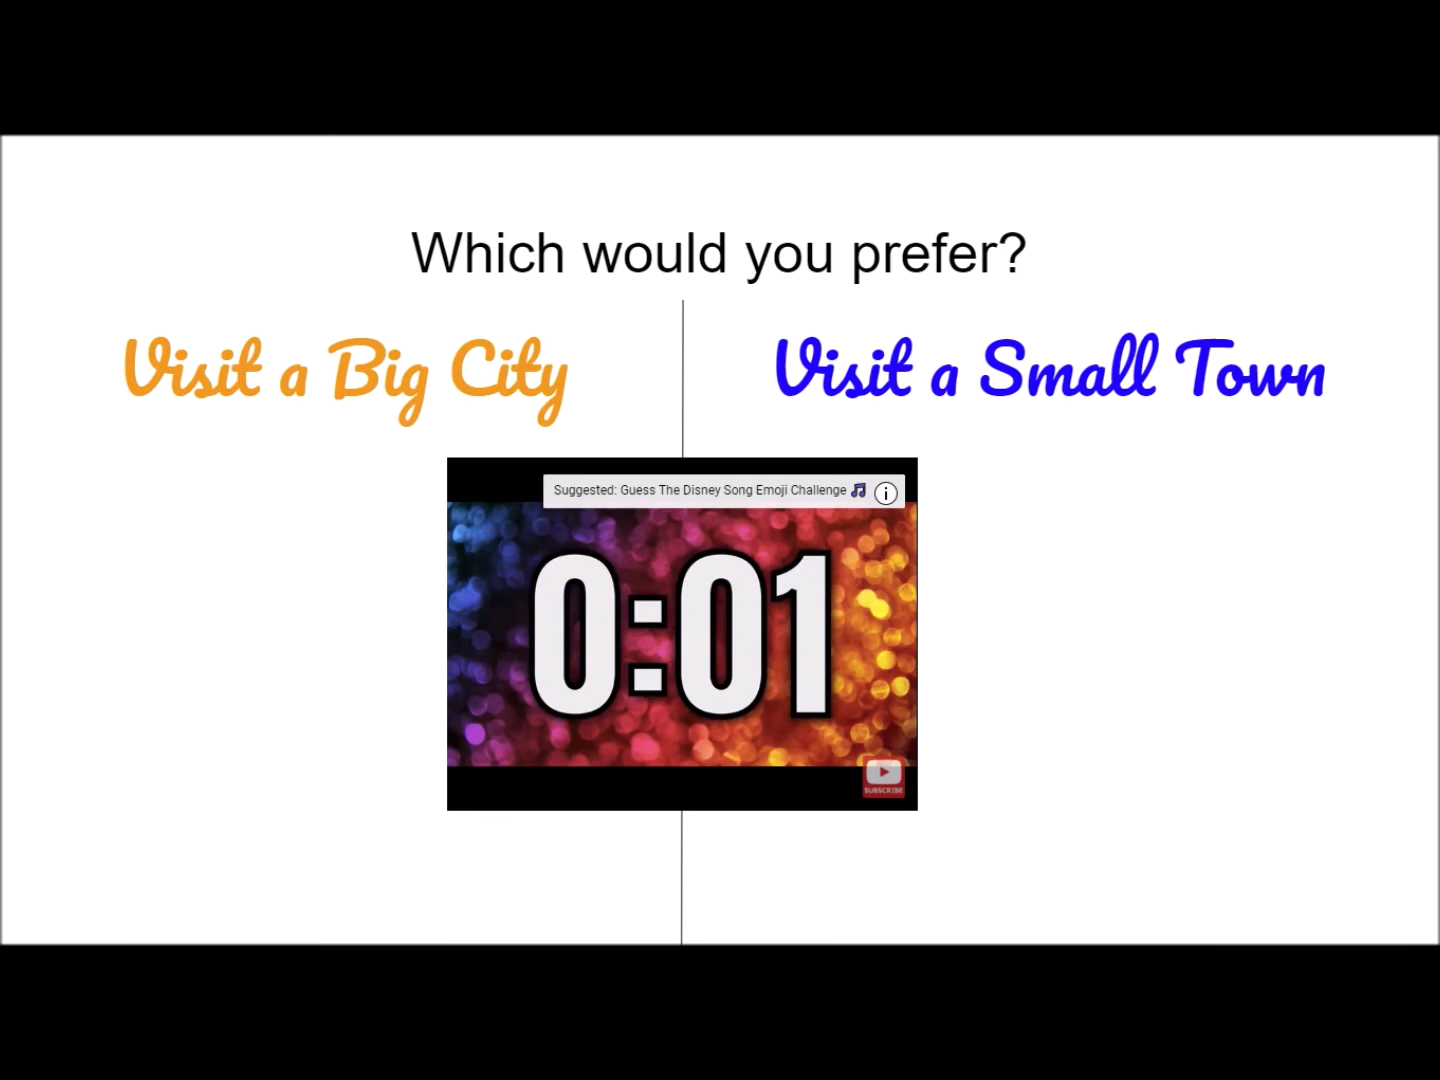 Which would you prefer?
Visit a Big City
Visit a Small Town
Suggested: Guess The Disney Song Emoji Challenge 🎵
0:01
SUBSCRIBE